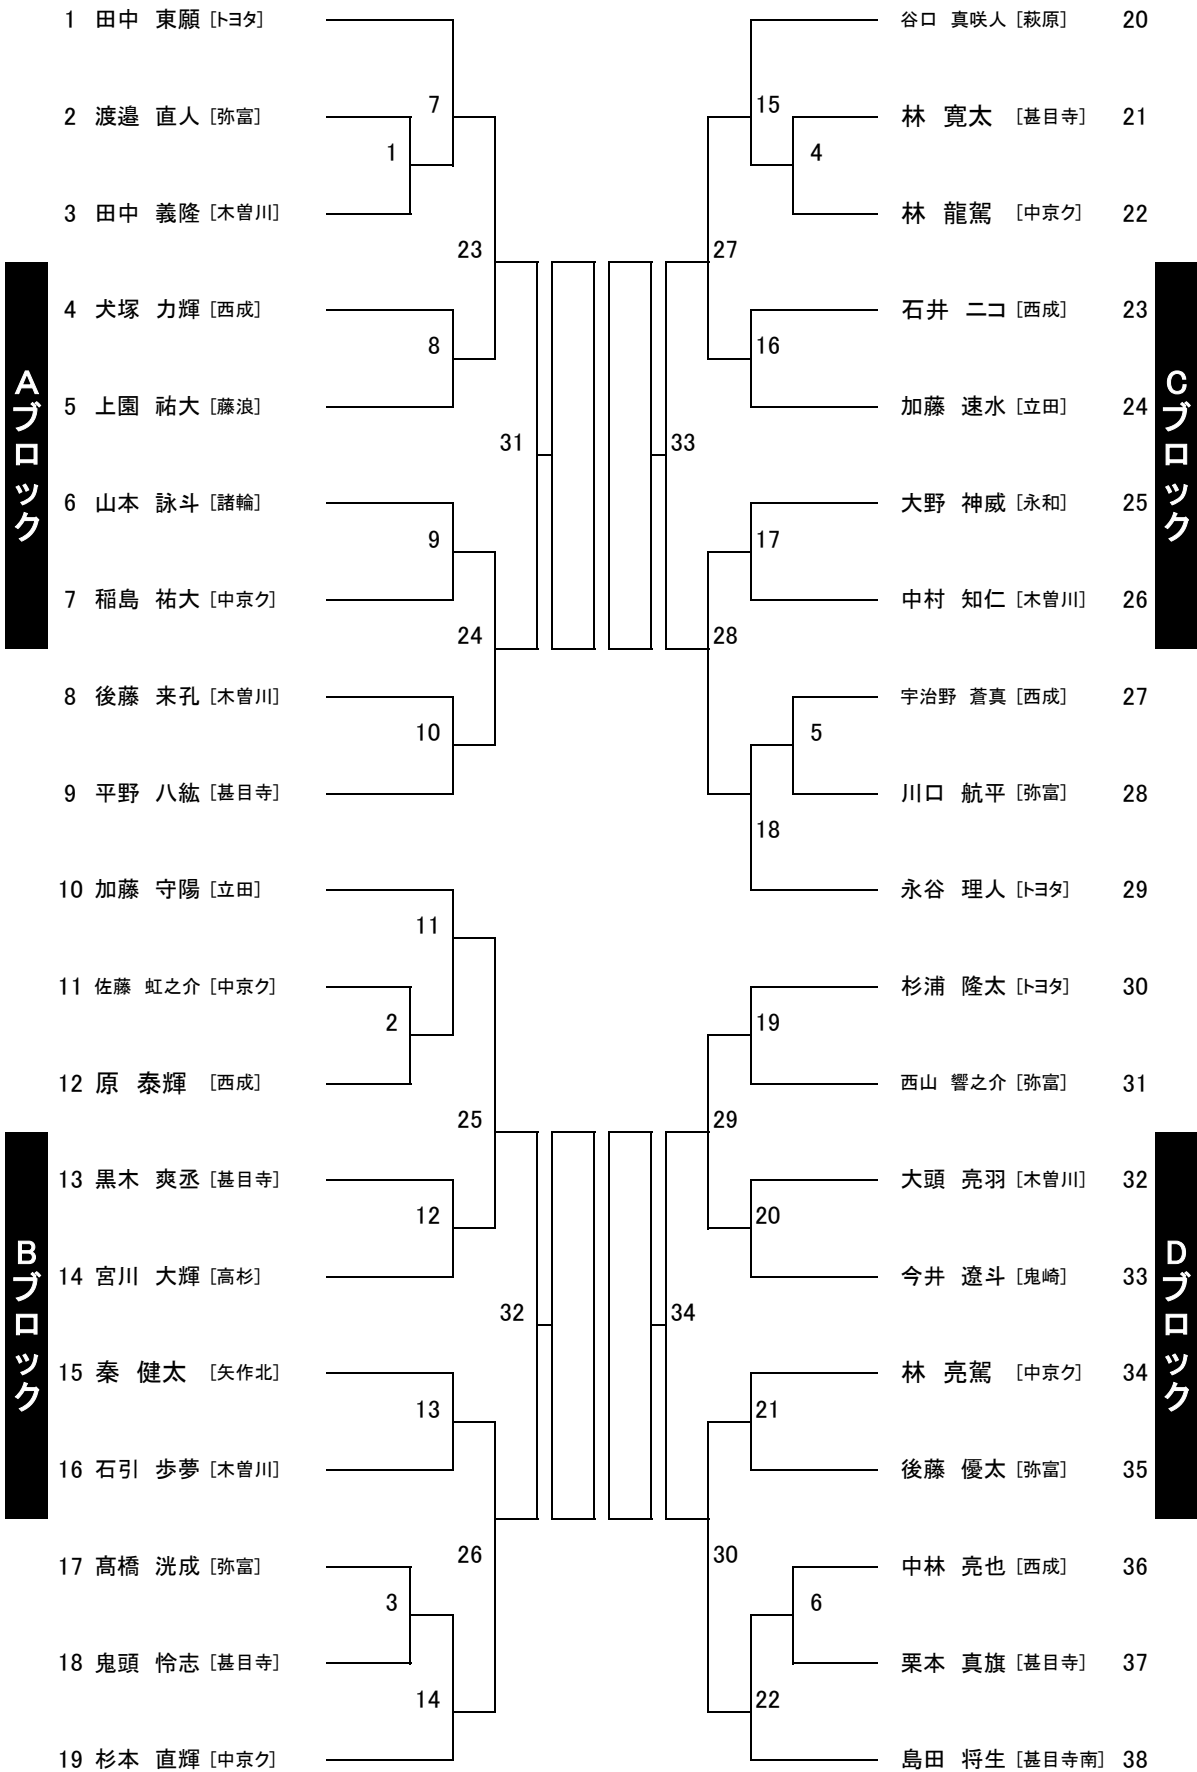 1 田中 東願 [トヨタ]
7
2 渡邉 直人 [弥富]
1
3 田中 義隆 [木曽川]
23
4 犬塚 力輝 [西成]
8
5 上園 祐大 [藤浪]
31
6 山本 詠斗 [諸輪]
9
7 稲島 祐大 [中京ク]
24
8 後藤 来孔 [木曽川]
10
9 平野 八紘 [甚目寺]
Aブロック
10 加藤 守陽 [立田]
11
11 佐藤 虹之介 [中京ク]
2
12 原 泰輝 [西成]
25
13 黒木 爽丞 [甚目寺]
12
14 宮川 大輝 [高杉]
32
15 秦 健太 [矢作北]
13
16 石引 歩夢 [木曽川]
26
17 髙橋 洸成 [弥富]
3
18 鬼頭 怜志 [甚目寺]
14
19 杉本 直輝 [中京ク]
Bブロック
谷口 真咲人 [萩原] 20
15
林 寛太 [甚目寺] 21
4
林 龍駕 [中京ク] 22
27
石井 ニコ [西成] 23
16
加藤 速水 [立田] 24
33
大野 神威 [永和] 25
17
中村 知仁 [木曽川] 26
28
宇治野 蒼真 [西成] 27
5
川口 航平 [弥富] 28
18
永谷 理人 [トヨタ] 29
Cブロック
杉浦 隆太 [トヨタ] 30
19
西山 響之介 [弥富] 31
29
大頭 亮羽 [木曽川] 32
20
今井 遼斗 [鬼崎] 33
34
林 亮駕 [中京ク] 34
21
後藤 優太 [弥富] 35
30
中林 亮也 [西成] 36
6
栗本 真旗 [甚目寺] 37
22
島田 将生 [甚目寺南] 38
Dブロック